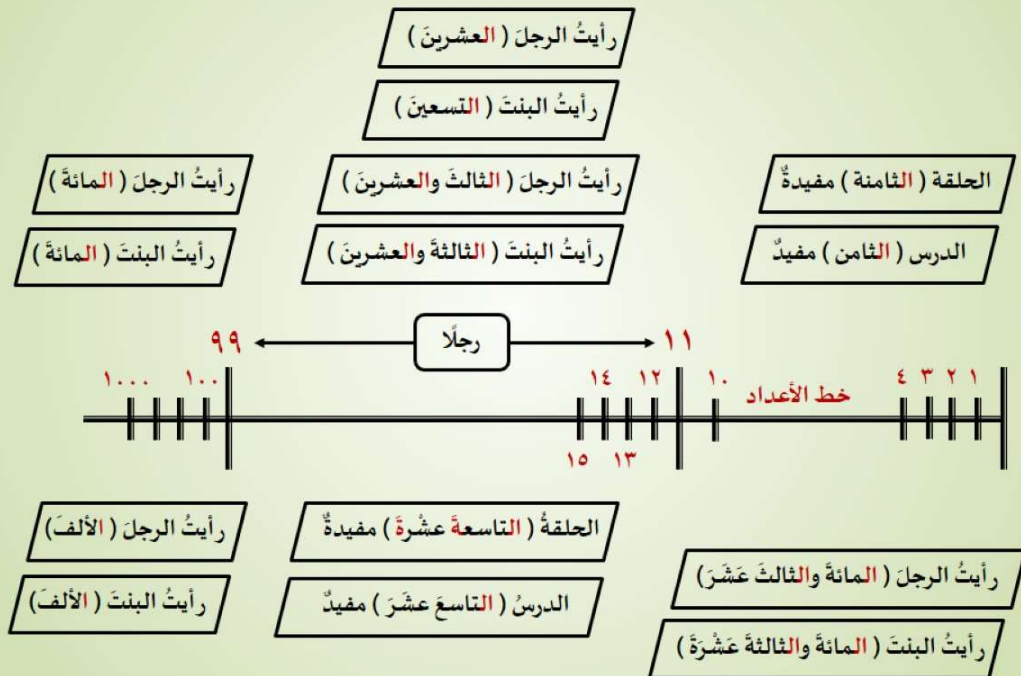 رأيتُ الرجلَ ( العشرينَ )
رأيتُ البنتَ ( التسعينَ )
الحلقة ( الثامنة ) مفيدةٌ
رأيتُ الرجلَ ( الثالثَ والعشرينَ )
رأيتُ الرجلَ ( المائةَ )
الدرس ( الثامن ) مفيدٌ
رأيتُ البنتَ ( الثالثةَ والعشرينَ )
رأيتُ البنتَ ( المائةَ )
١١
رجلًا
٩٩
١ ٢ ٣ ٤
خط الأعداد
١٠
١٢ ١٤
١٠٠ ١٠٠٠
١٣ ١٥
الحلقةُ ( التاسعةَ عشْرةَ ) مفيدةٌ
رأيتُ الرجلَ ( الألفَ)
رأيتُ الرجلَ ( المائةَ والثالثَ عَشَرَ)
الدرسُ ( التاسعَ عشَرَ ) مفيدٌ
رأيتُ البنتَ ( الألفَ)
رأيتُ البنتَ ( المائةَ والثالثةَ عَشْرَةَ )